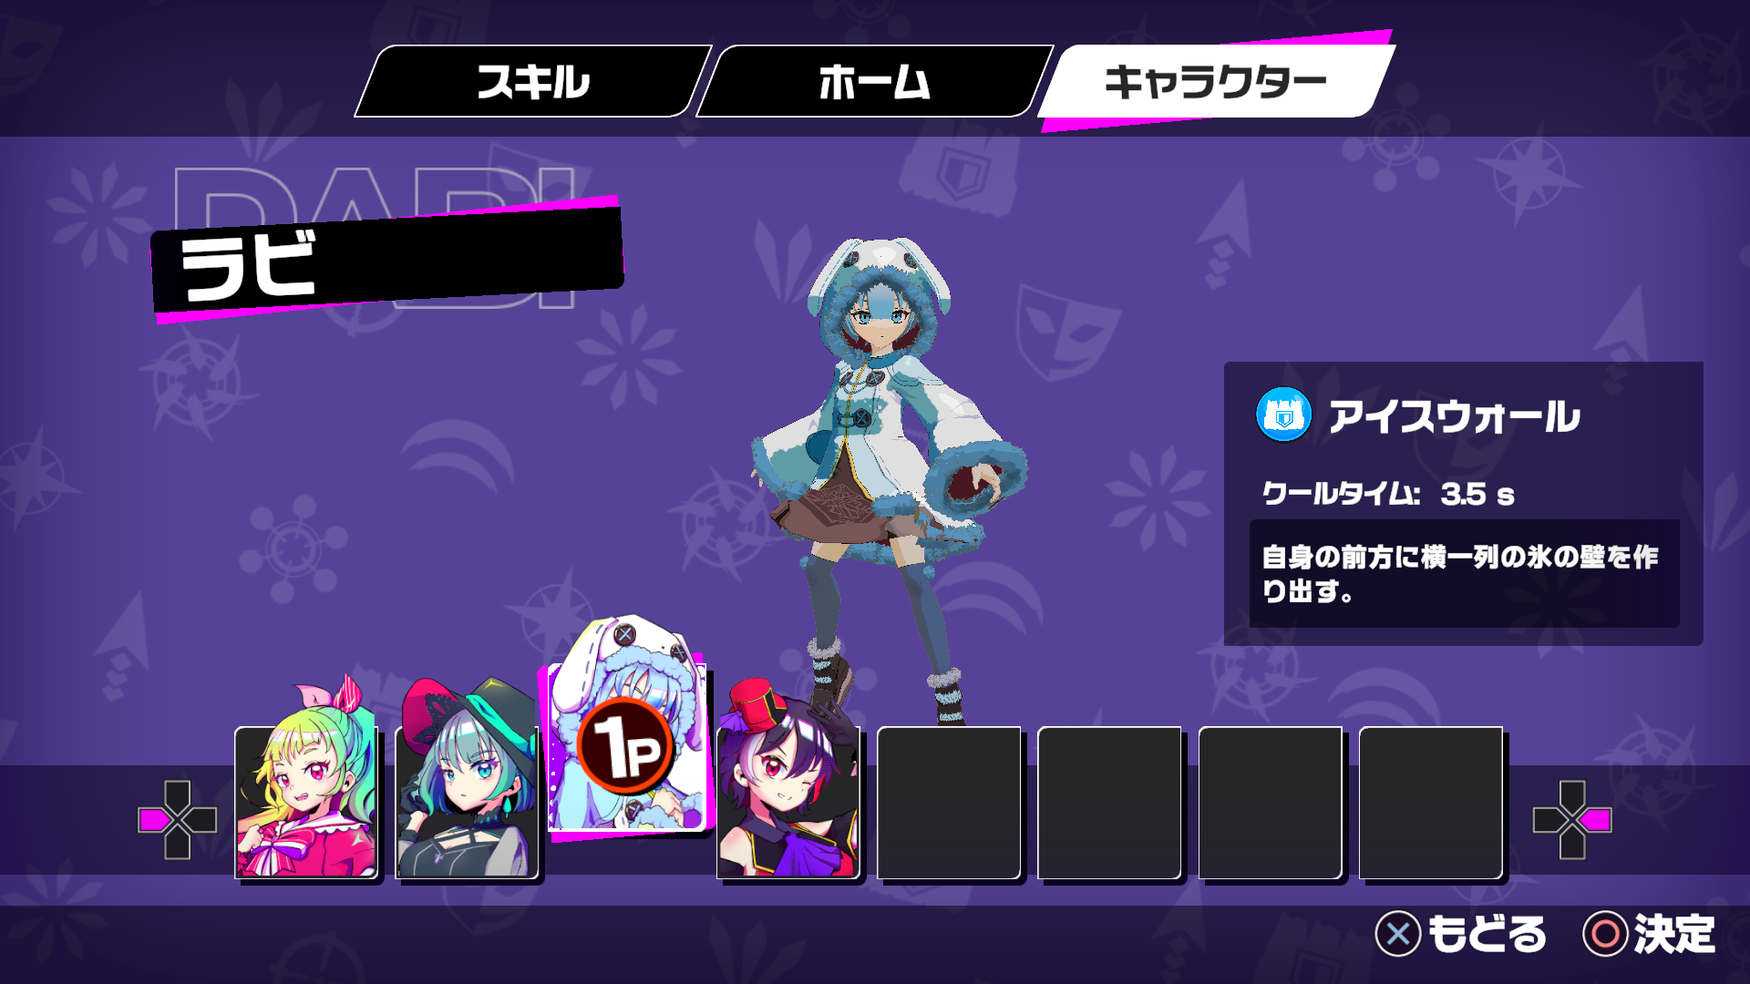 スキル
ホーム
キャラクター
ラビ
アイスウォール
クールタイム: 3.5 s
自身の前方に横一列の氷の壁を作
り出す。
1P
もどる
決定